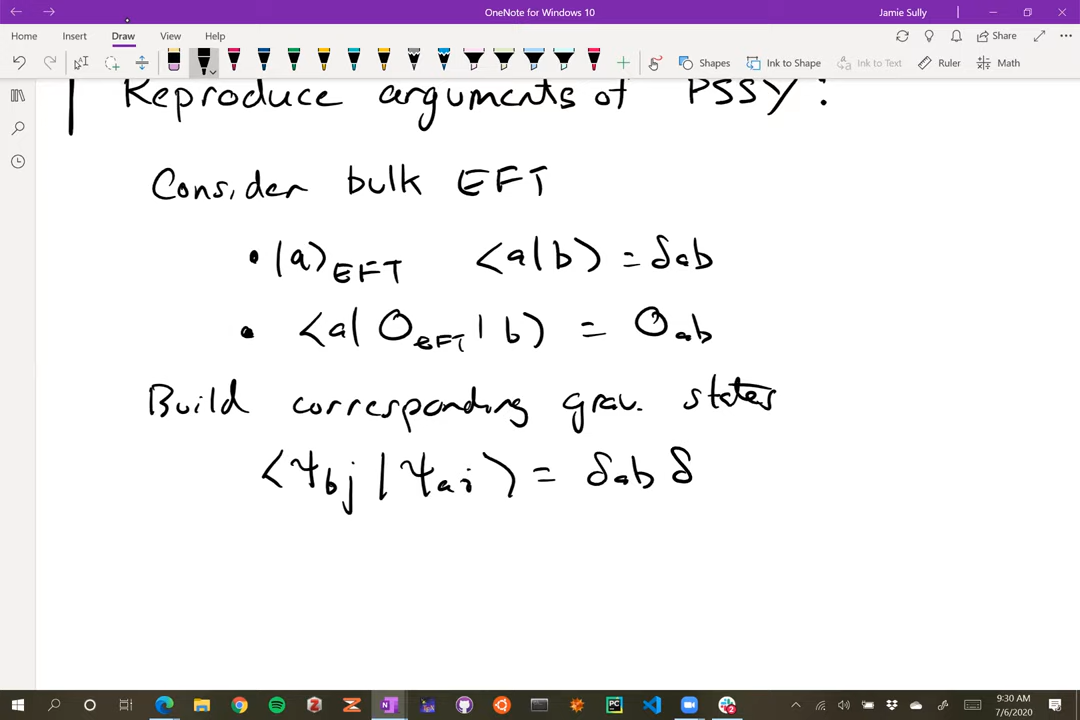 OneNote for Windows 10
Jamie Sully
Home Insert Draw View Help
Share
Shapes Ink to Shape Ink to Text Ruler Math
Reproduce arguments of PSSY:
Consider bulk EFT
• |a⟩EFT ⟨a|b⟩ = δab
• ⟨a| OEFT | b⟩ = Oab
Build corresponding grav. states
⟨ψbj | ψai⟩ = δab δ
9:30 AM
7/6/2020